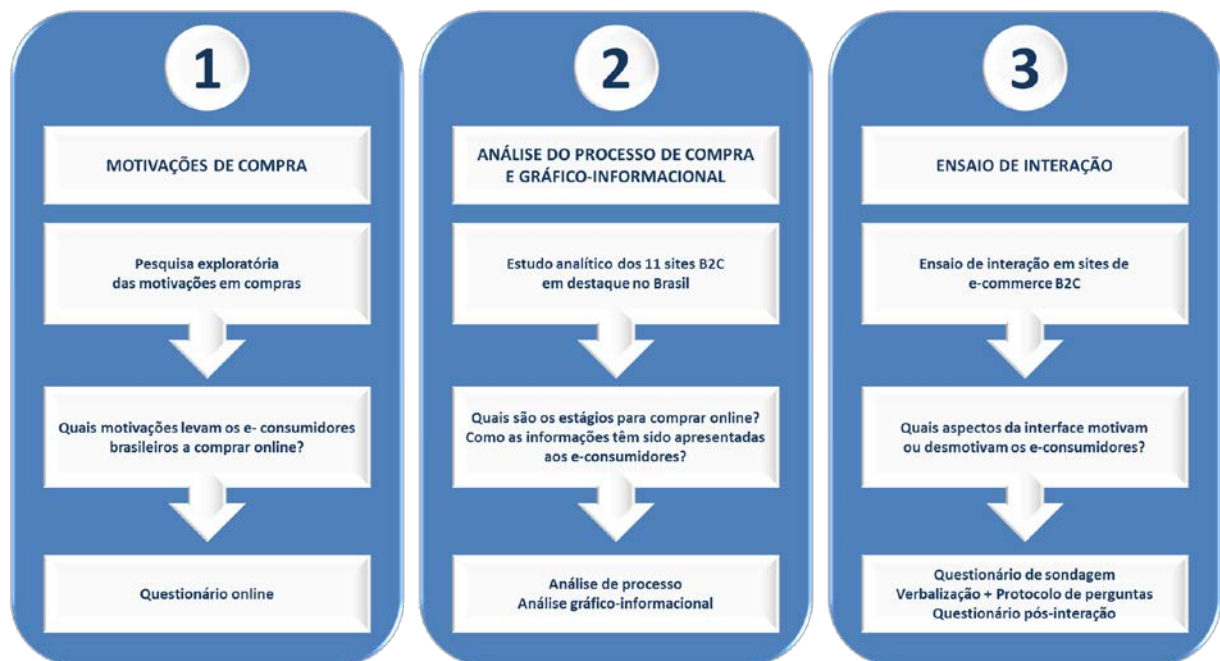 1
MOTIVAÇÕES DE COMPRA
Pesquisa exploratória
das motivações em compras
Quais motivações levam os e- consumidores
brasileiros a comprar online?
Questionário online
2
ANÁLISE DO PROCESSO DE COMPRA
E GRÁFICO-INFORMACIONAL
Estudo analítico dos 11 sites B2C
em destaque no Brasil
Quais são os estágios para comprar online?
Como as informações têm sido apresentadas
aos e-consumidores?
Análise de processo
Análise gráfico-informacional
3
ENSAIO DE INTERAÇÃO
Ensaio de interação em sites de
e-commerce B2C
Quais aspectos da interface motivam
ou desmotivam os e-consumidores?
Questionário de sondagem
Verbalização + Protocolo de perguntas
Questionário pós-interação